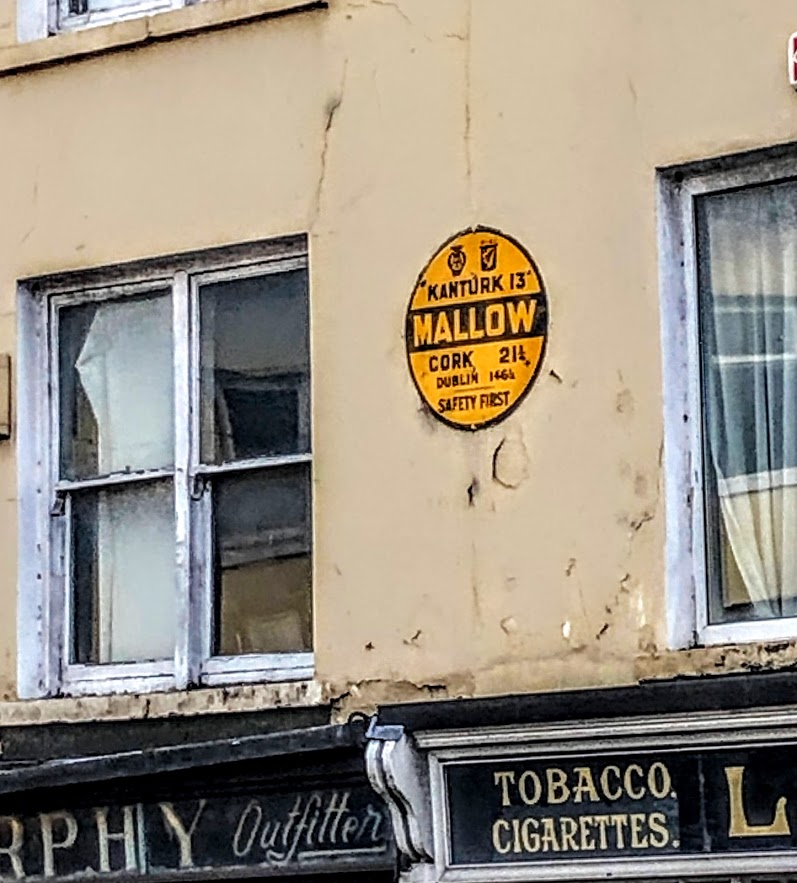 KANTURK 13
MALLOW
CORK 21½
DUBLIN 146½
SAFETY FIRST
RPHY Outfitter
TOBACCO.
CIGARETTES.
L